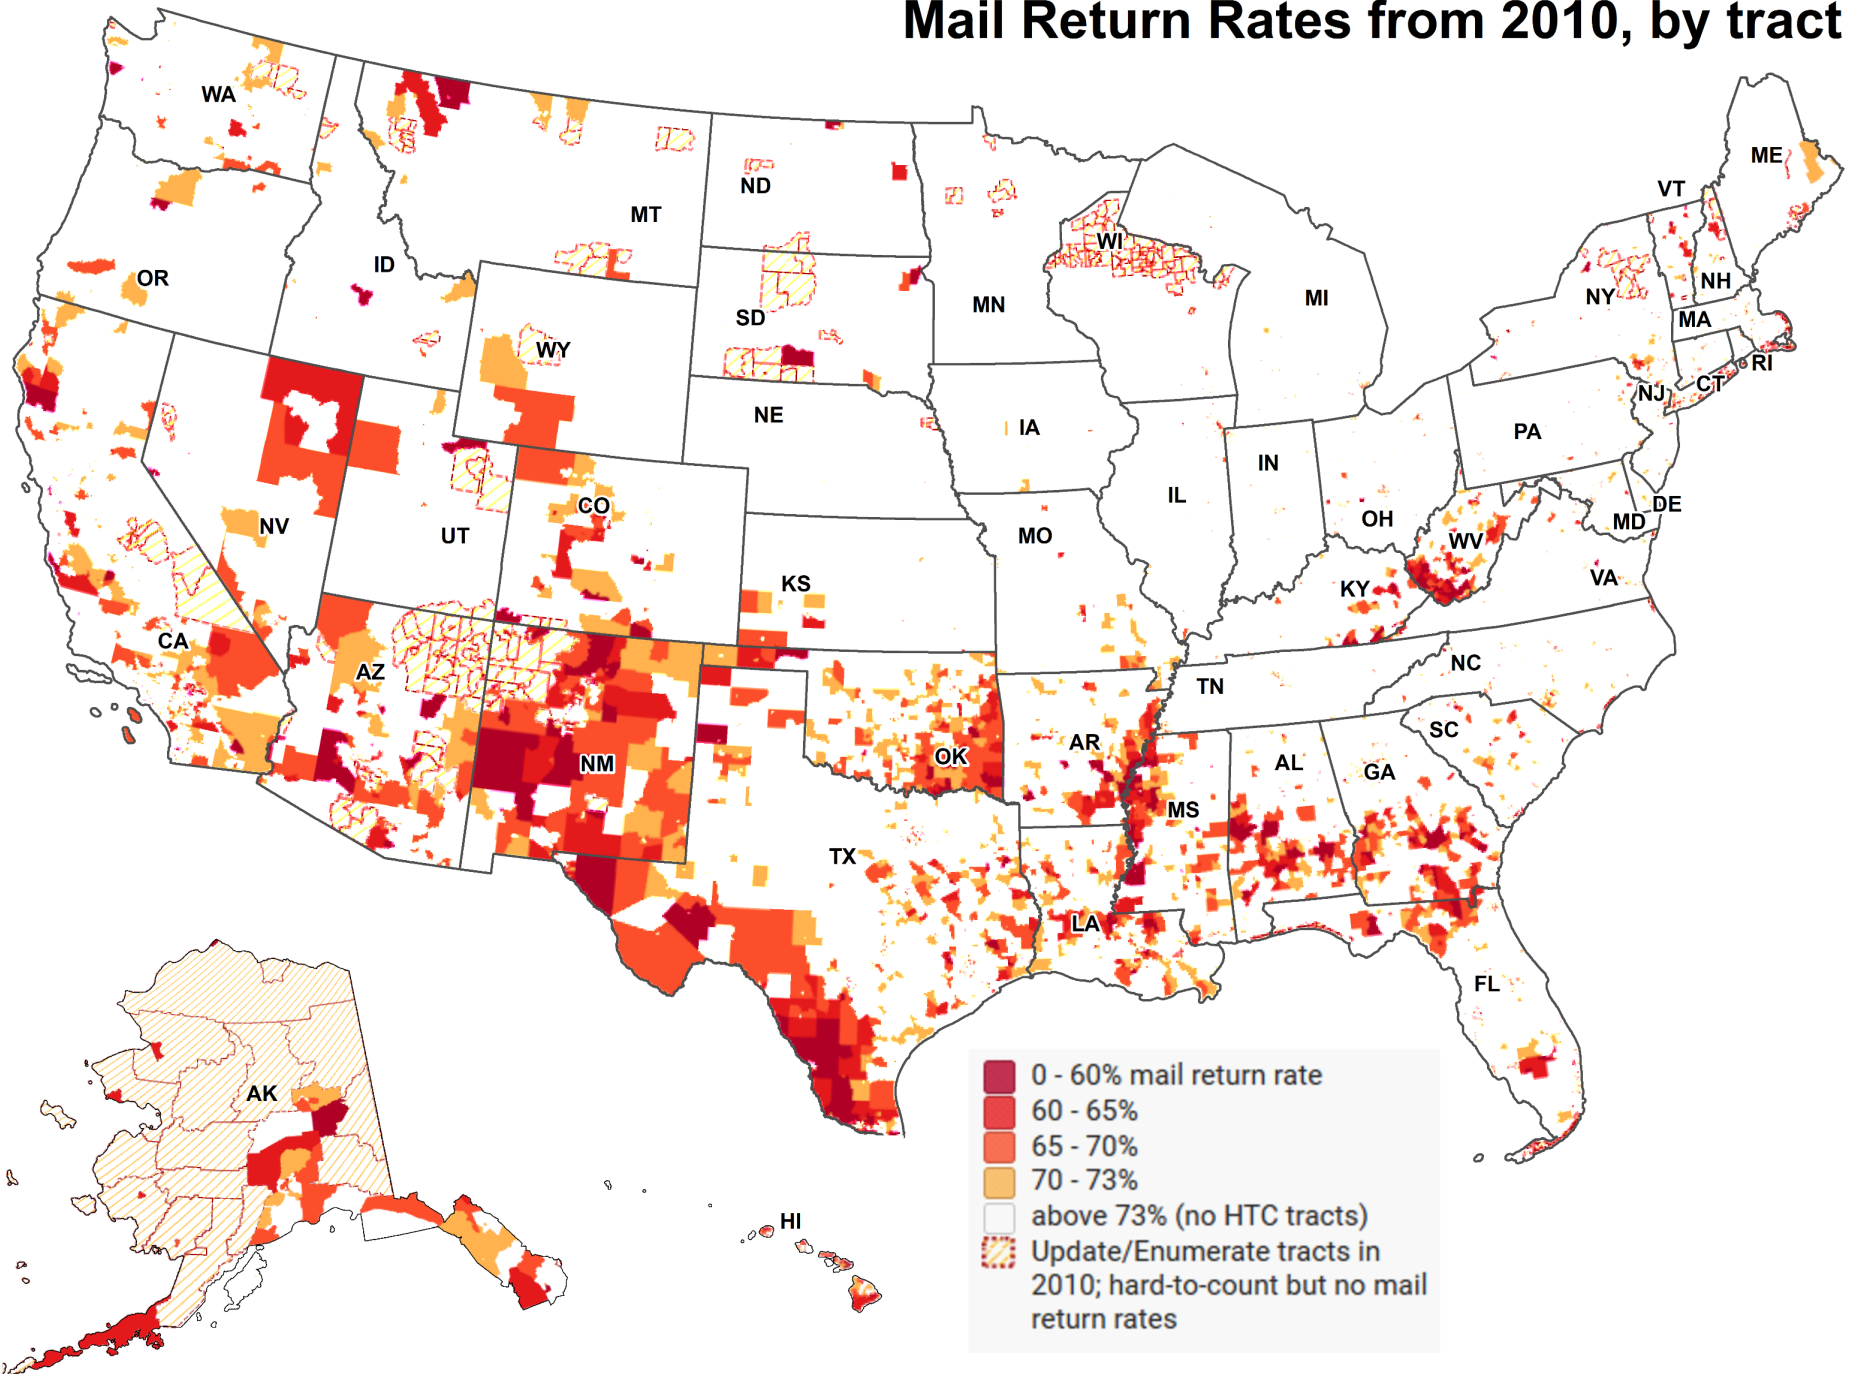 Mail Return Rates from 2010, by tract
WA
MT
ND
OR
ID
SD
WY
MN
WI
MI
ME
VT
NH
NY
MA
RI
CT
NJ
PA
NE
IA
IL
IN
OH
DE
MD
WV
VA
NV
UT
CO
KS
MO
KY
CA
AZ
NM
OK
AR
TN
NC
SC
MS
AL
GA
TX
LA
FL
AK
HI
0 - 60% mail return rate
60 - 65%
65 - 70%
70 - 73%
above 73% (no HTC tracts)
Update/Enumerate tracts in
2010; hard-to-count but no mail
return rates